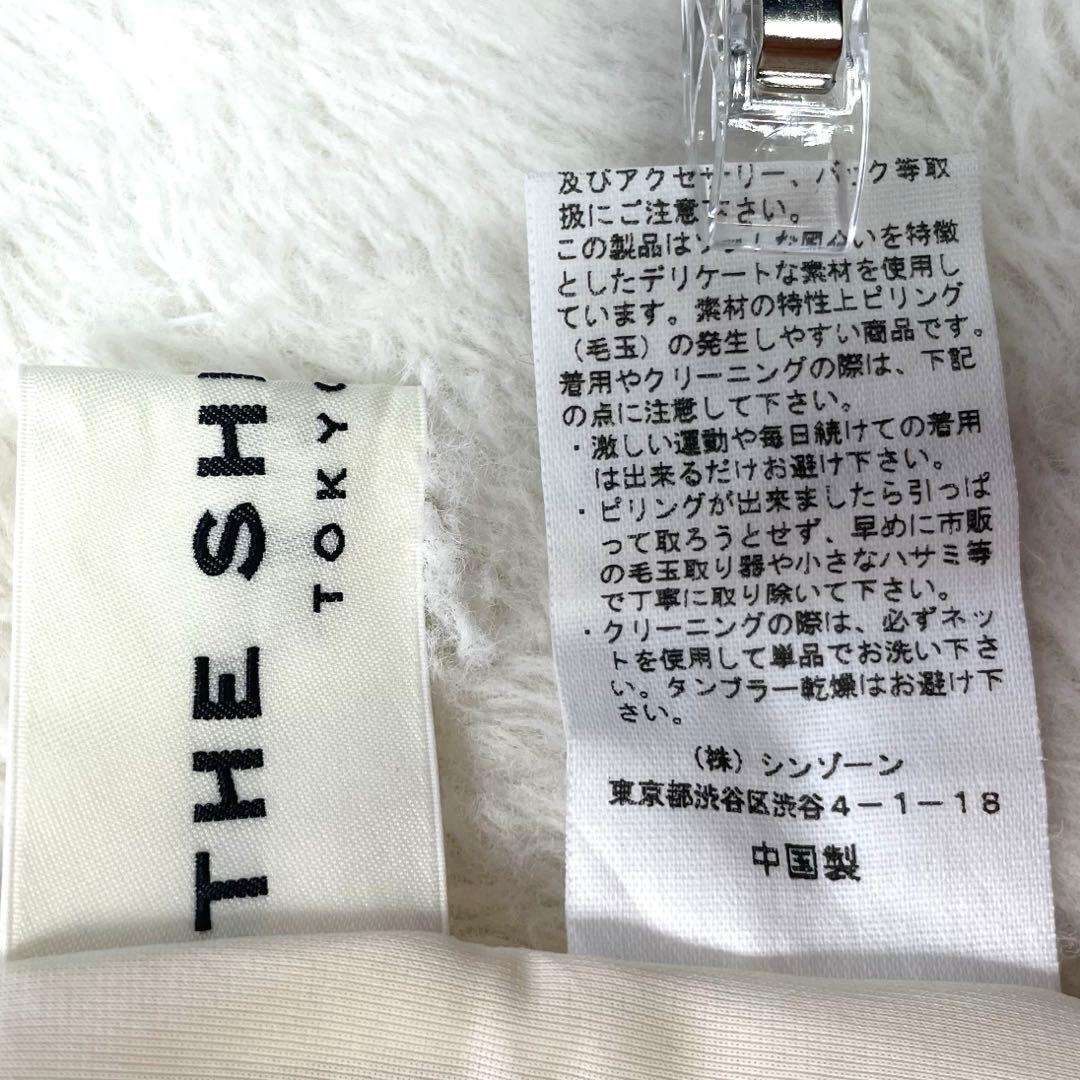 THE SH
TOKYO
及びアクセサリー、バック等取
扱にご注意下さい。
この製品はソフトな風合いを特徴
としたデリケートな素材を使用し
ています。素材の特性上ピリング
（毛玉）の発生しやすい商品です。
着用やクリーニングの際は、下記
の点に注意して下さい。
・激しい運動や毎日続けての着用
は出来るだけお避け下さい。
・ピリングが出来ましたら引っぱ
って取ろうとせず、早めに市販
の毛玉取り器や小さなハサミ等
で丁寧に取り除いて下さい。
・クリーニングの際は、必ずネッ
トを使用して単品でお洗い下さ
い。タンブラー乾燥はお避け下
さい。
（株）シンゾーン
東京都渋谷区渋谷4－1－18
中国製